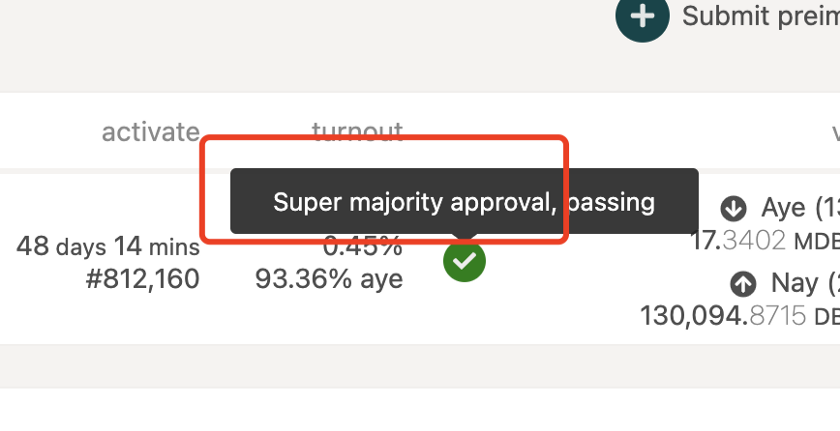 Submit preim
activate turnout v
Super majority approval, passing
48 days 14 mins
#812,160
0.45%
93.36% aye
Aye (13
17.3402 MDE
Nay (2
130,094.8715 DE